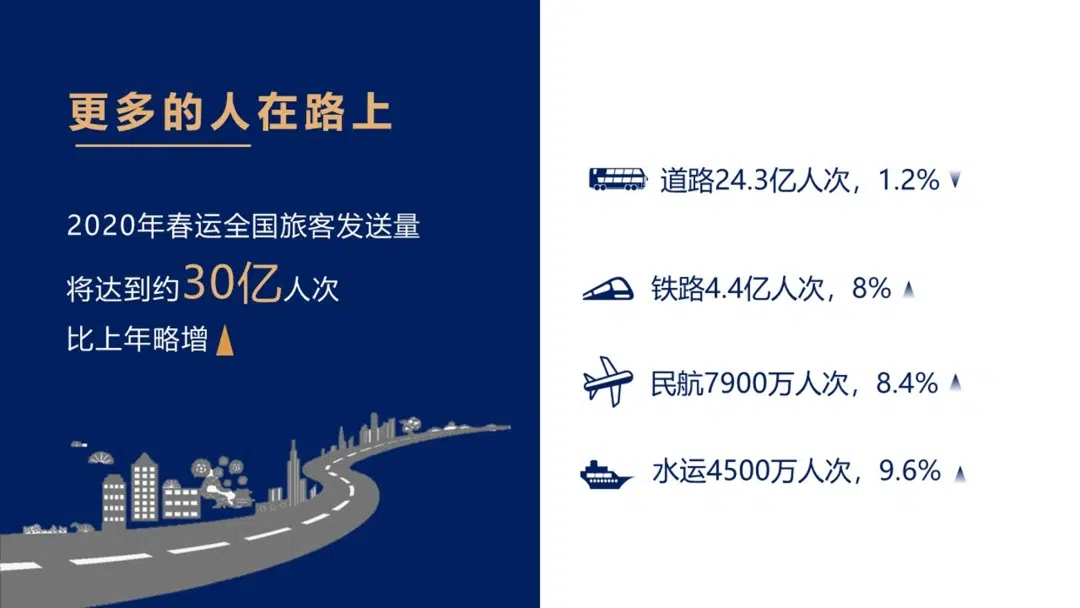 更多的人在路上
2020年春运全国旅客发送量
将达到约30亿人次
比上年略增
道路24.3亿人次，1.2%
铁路4.4亿人次，8%
民航7900万人次，8.4%
水运4500万人次，9.6%